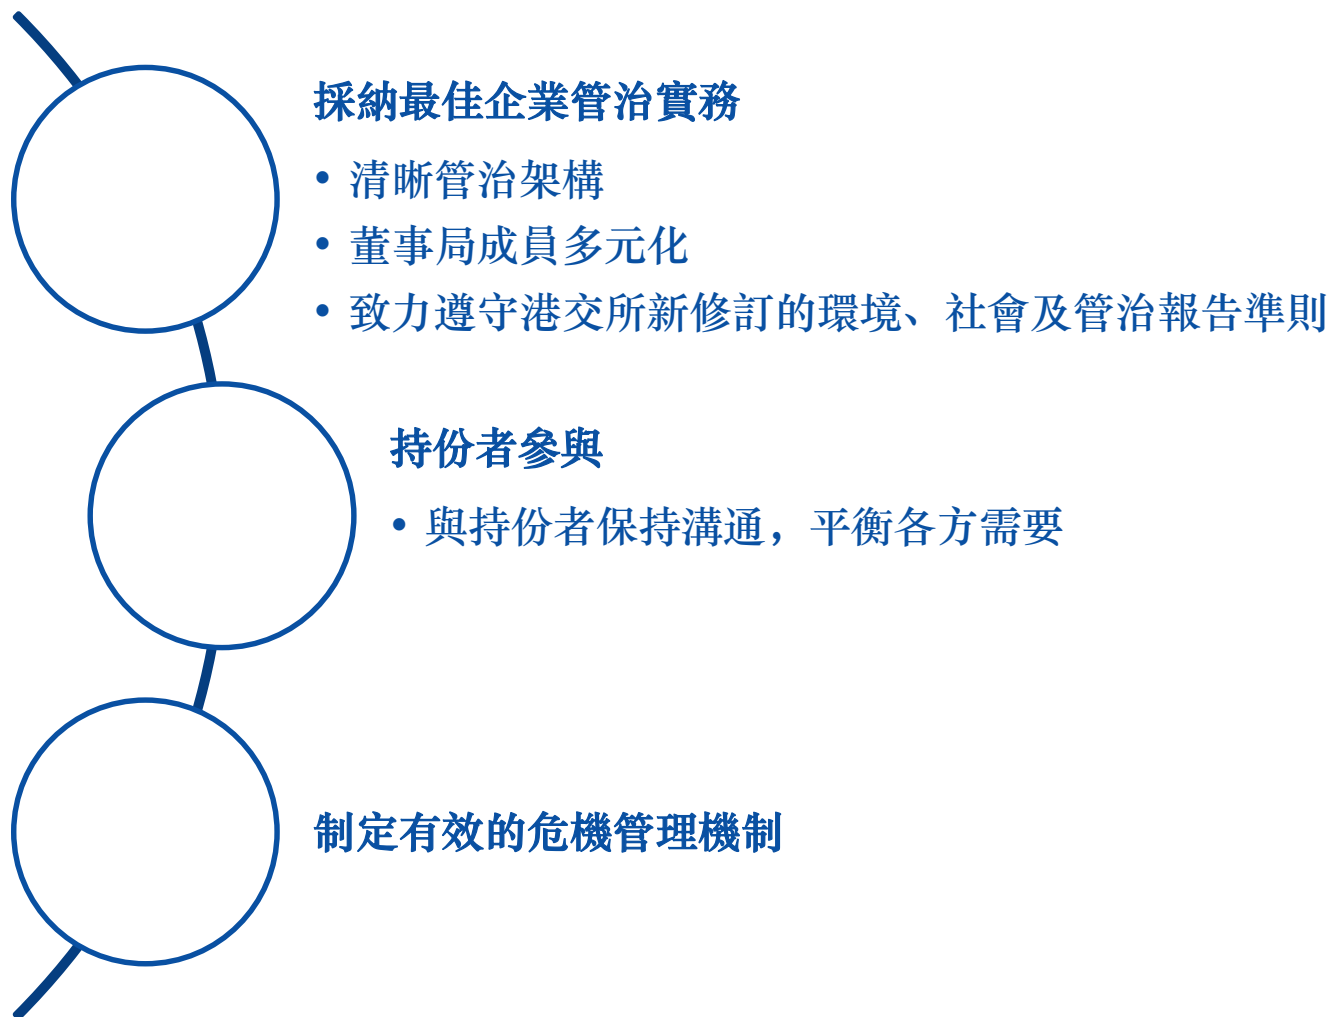 採納最佳企業管治實務
• 清晰管治架構
• 董事局成員多元化
• 致力遵守港交所新修訂的環境、社會及管治報告準則
持份者參與
• 與持份者保持溝通，平衡各方需要
制定有效的危機管理機制